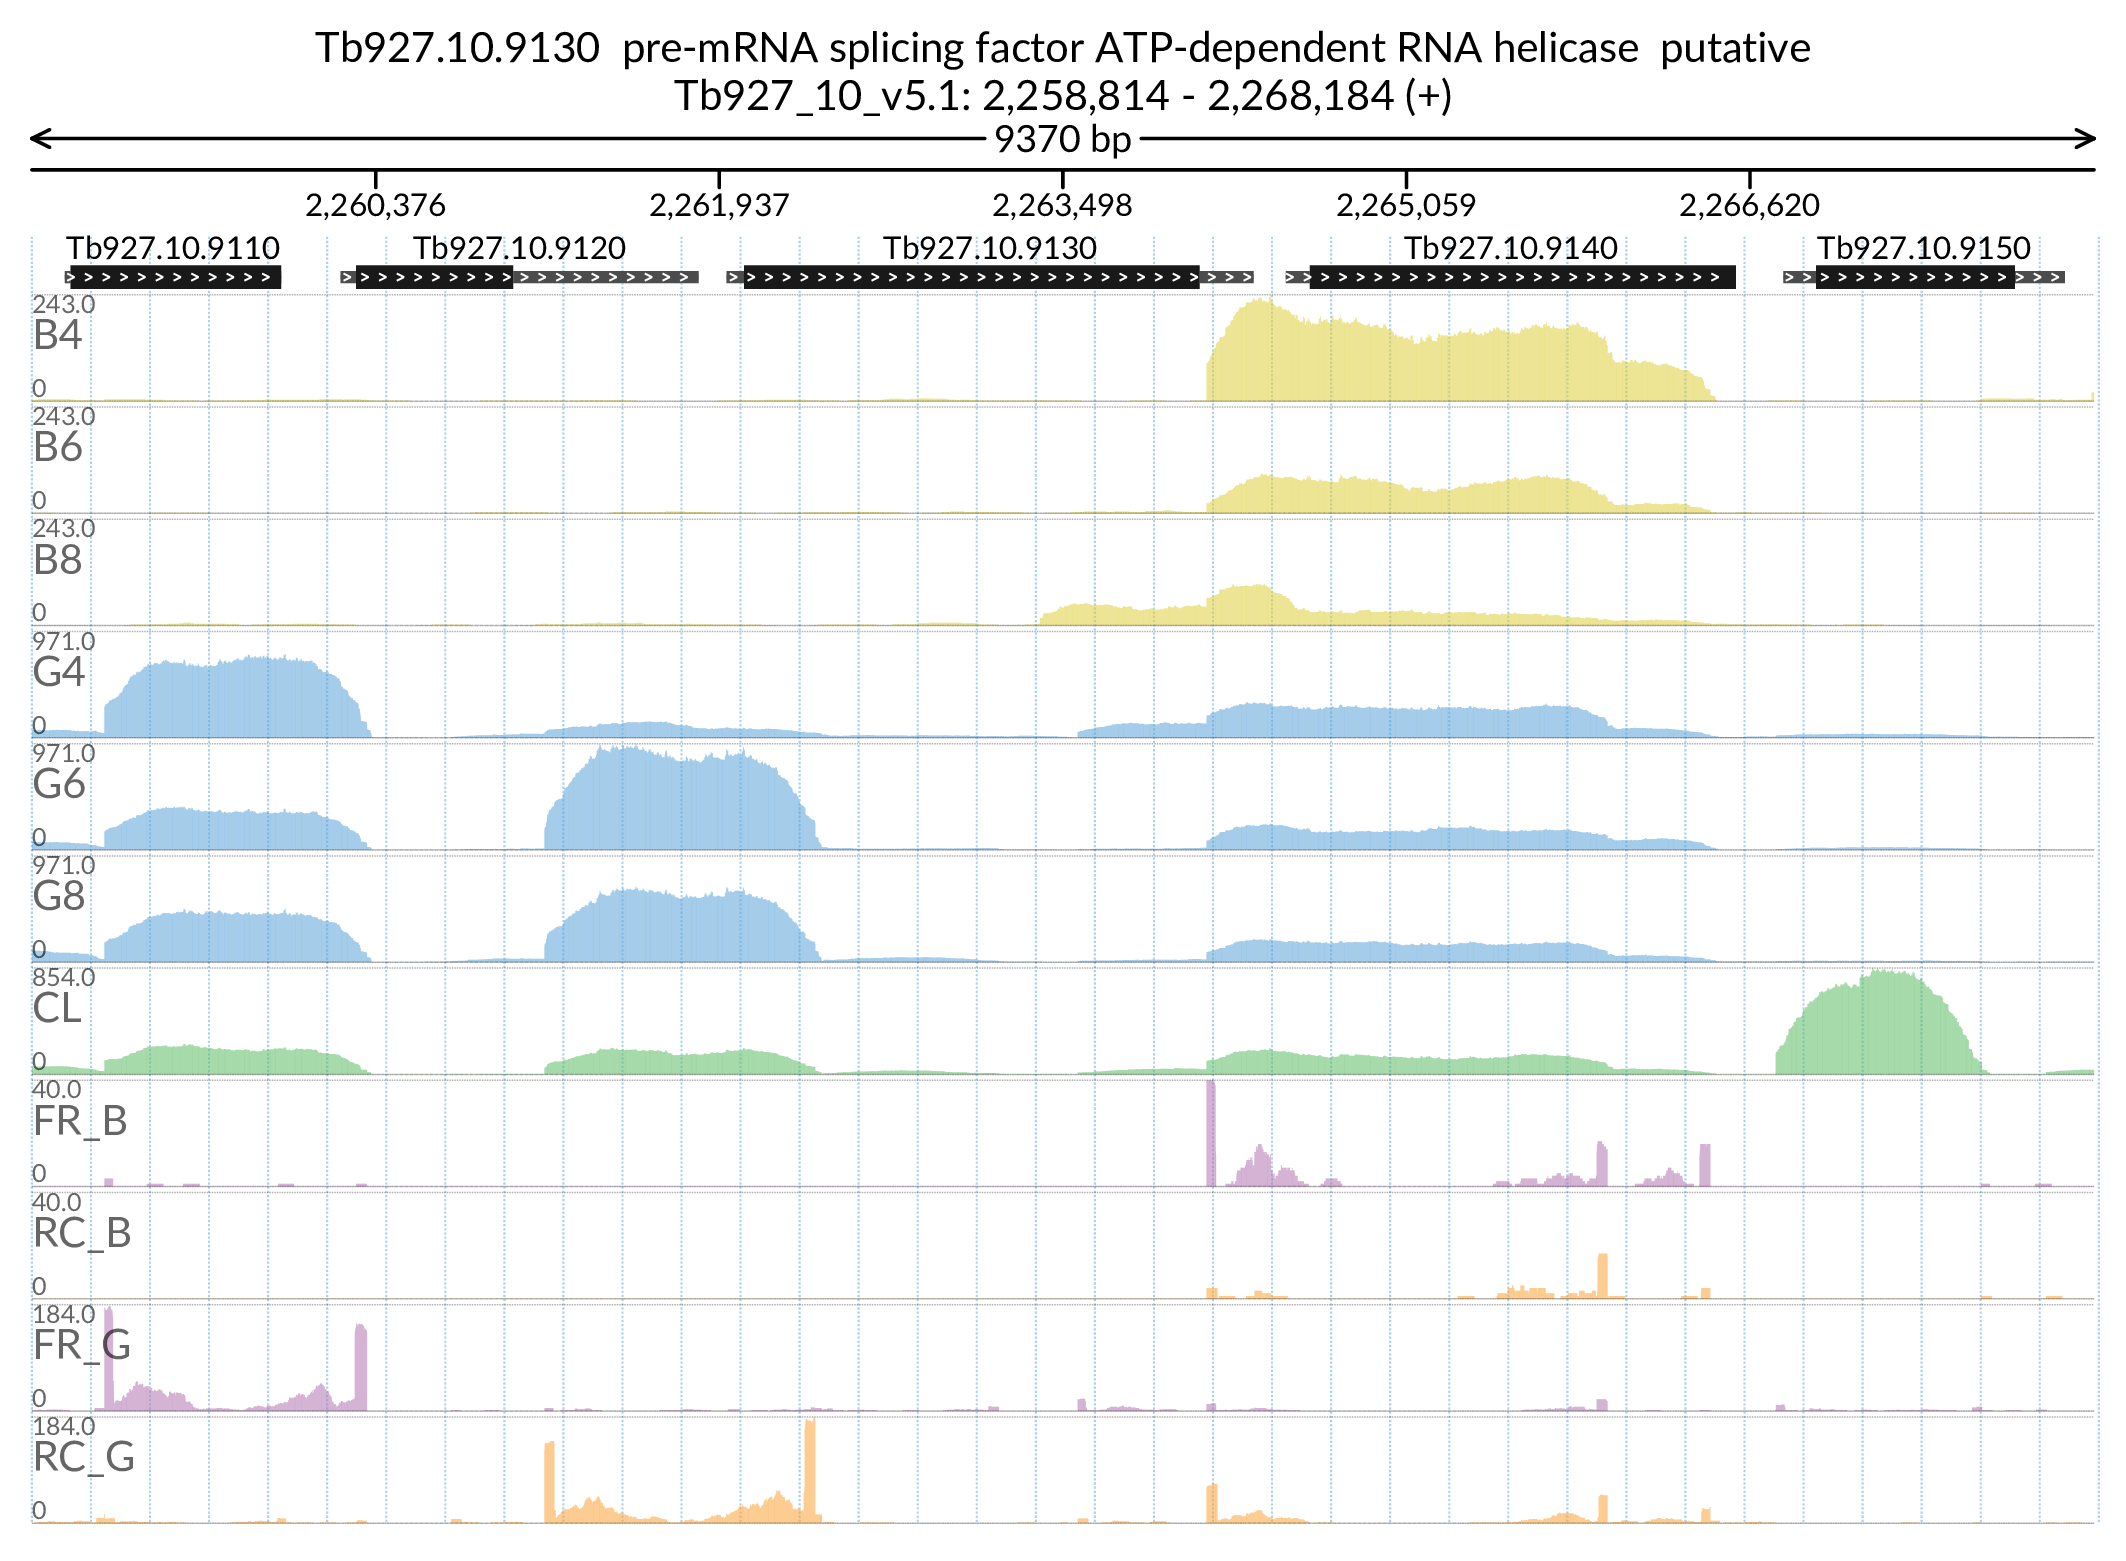 Tb927.10.9130  pre-mRNA splicing factor ATP-dependent RNA helicase  putative
Tb927_10_v5.1: 2,258,814 - 2,268,184 (+)
9370 bp
2,260,376 2,261,937 2,263,498 2,265,059 2,266,620
Tb927.10.9110 Tb927.10.9120 Tb927.10.9130 Tb927.10.9140 Tb927.10.9150
243.0
B4
0
243.0
B6
0
243.0
B8
0
971.0
G4
0
971.0
G6
0
971.0
G8
0
854.0
CL
0
40.0
FR_B
0
40.0
RC_B
0
184.0
FR_G
0
184.0
RC_G
0